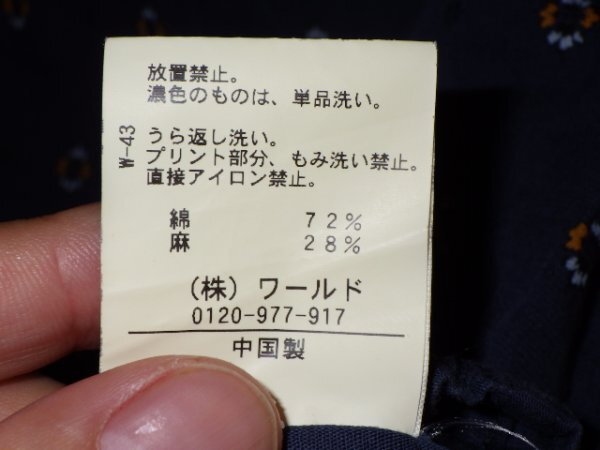 放置禁止。
濃色のものは、単品洗い。
W-43
うら返し洗い。
プリント部分、もみ洗い禁止。
直接アイロン禁止。
綿 72%
麻 28%
(株) ワールド
0120-977-917
中国製